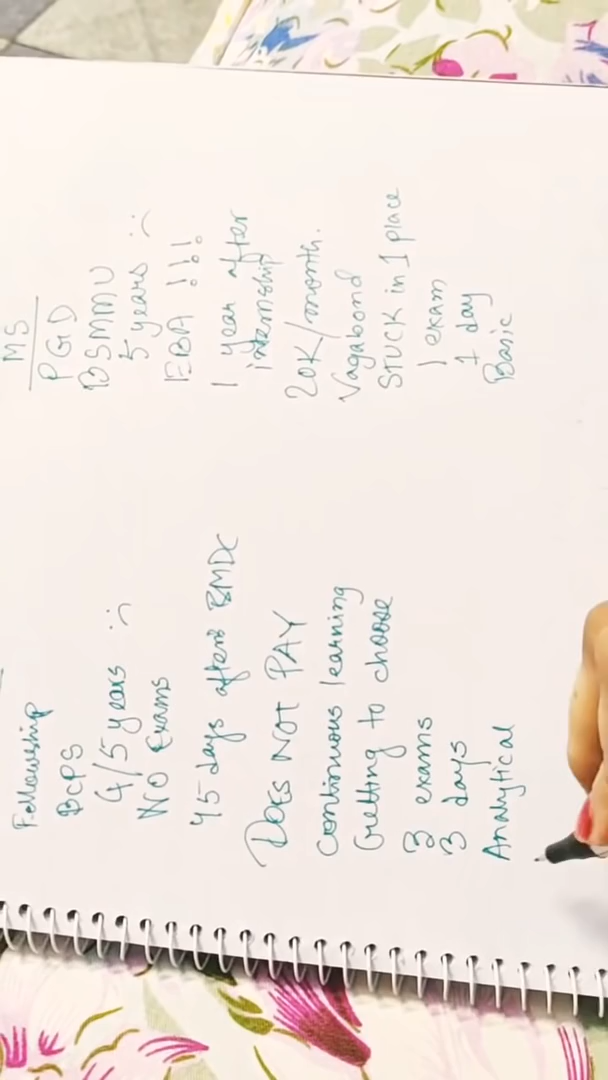 Fellowship
BCPS
4/5 years :)
NO Exams
45 days after BMDC
DOES NOT PAY
Continuous learning
Getting to choose
3 exams
3 days
Analytical
MS
PGD
BSMMU
5 years :(
EBA !!!
1 year after
internship
20K/month.
Vagabond
STUCK in 1 place
1 exam
1 day
Basic